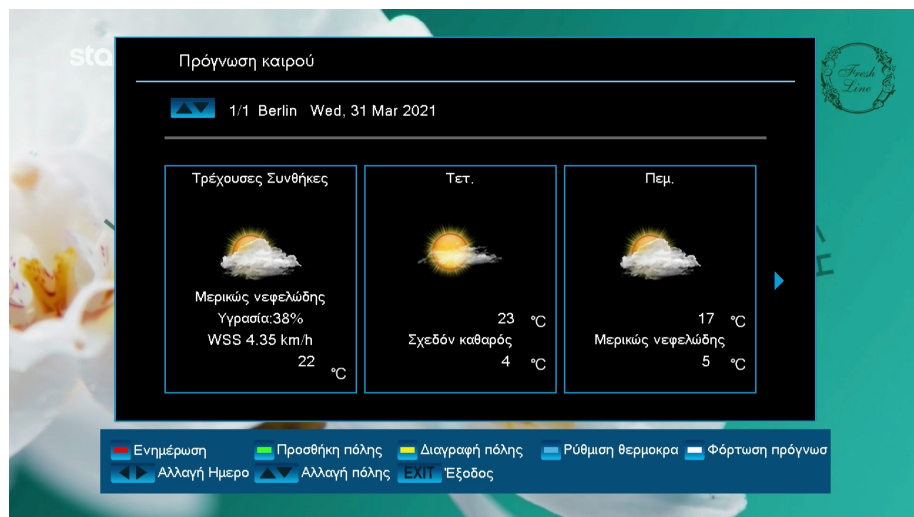 sta
Πρόγνωση καιρού
Fresh
Line
1/1 Berlin Wed, 31 Mar 2021
Τρέχουσες Συνθήκες
Μερικώς νεφελώδης
Υγρασία:38%
WSS 4.35 km/h
22 °C
Τετ.
23 °C
Σχεδόν καθαρός
4 °C
Πεμ.
17 °C
Μερικώς νεφελώδης
5 °C
Ενημέρωση Προσθήκη πόλης Διαγραφή πόλης Ρύθμιση θερμοκρα Φόρτωση πρόγνωσ
Αλλαγή Ημερο Αλλαγή πόλης EXIT Έξοδος